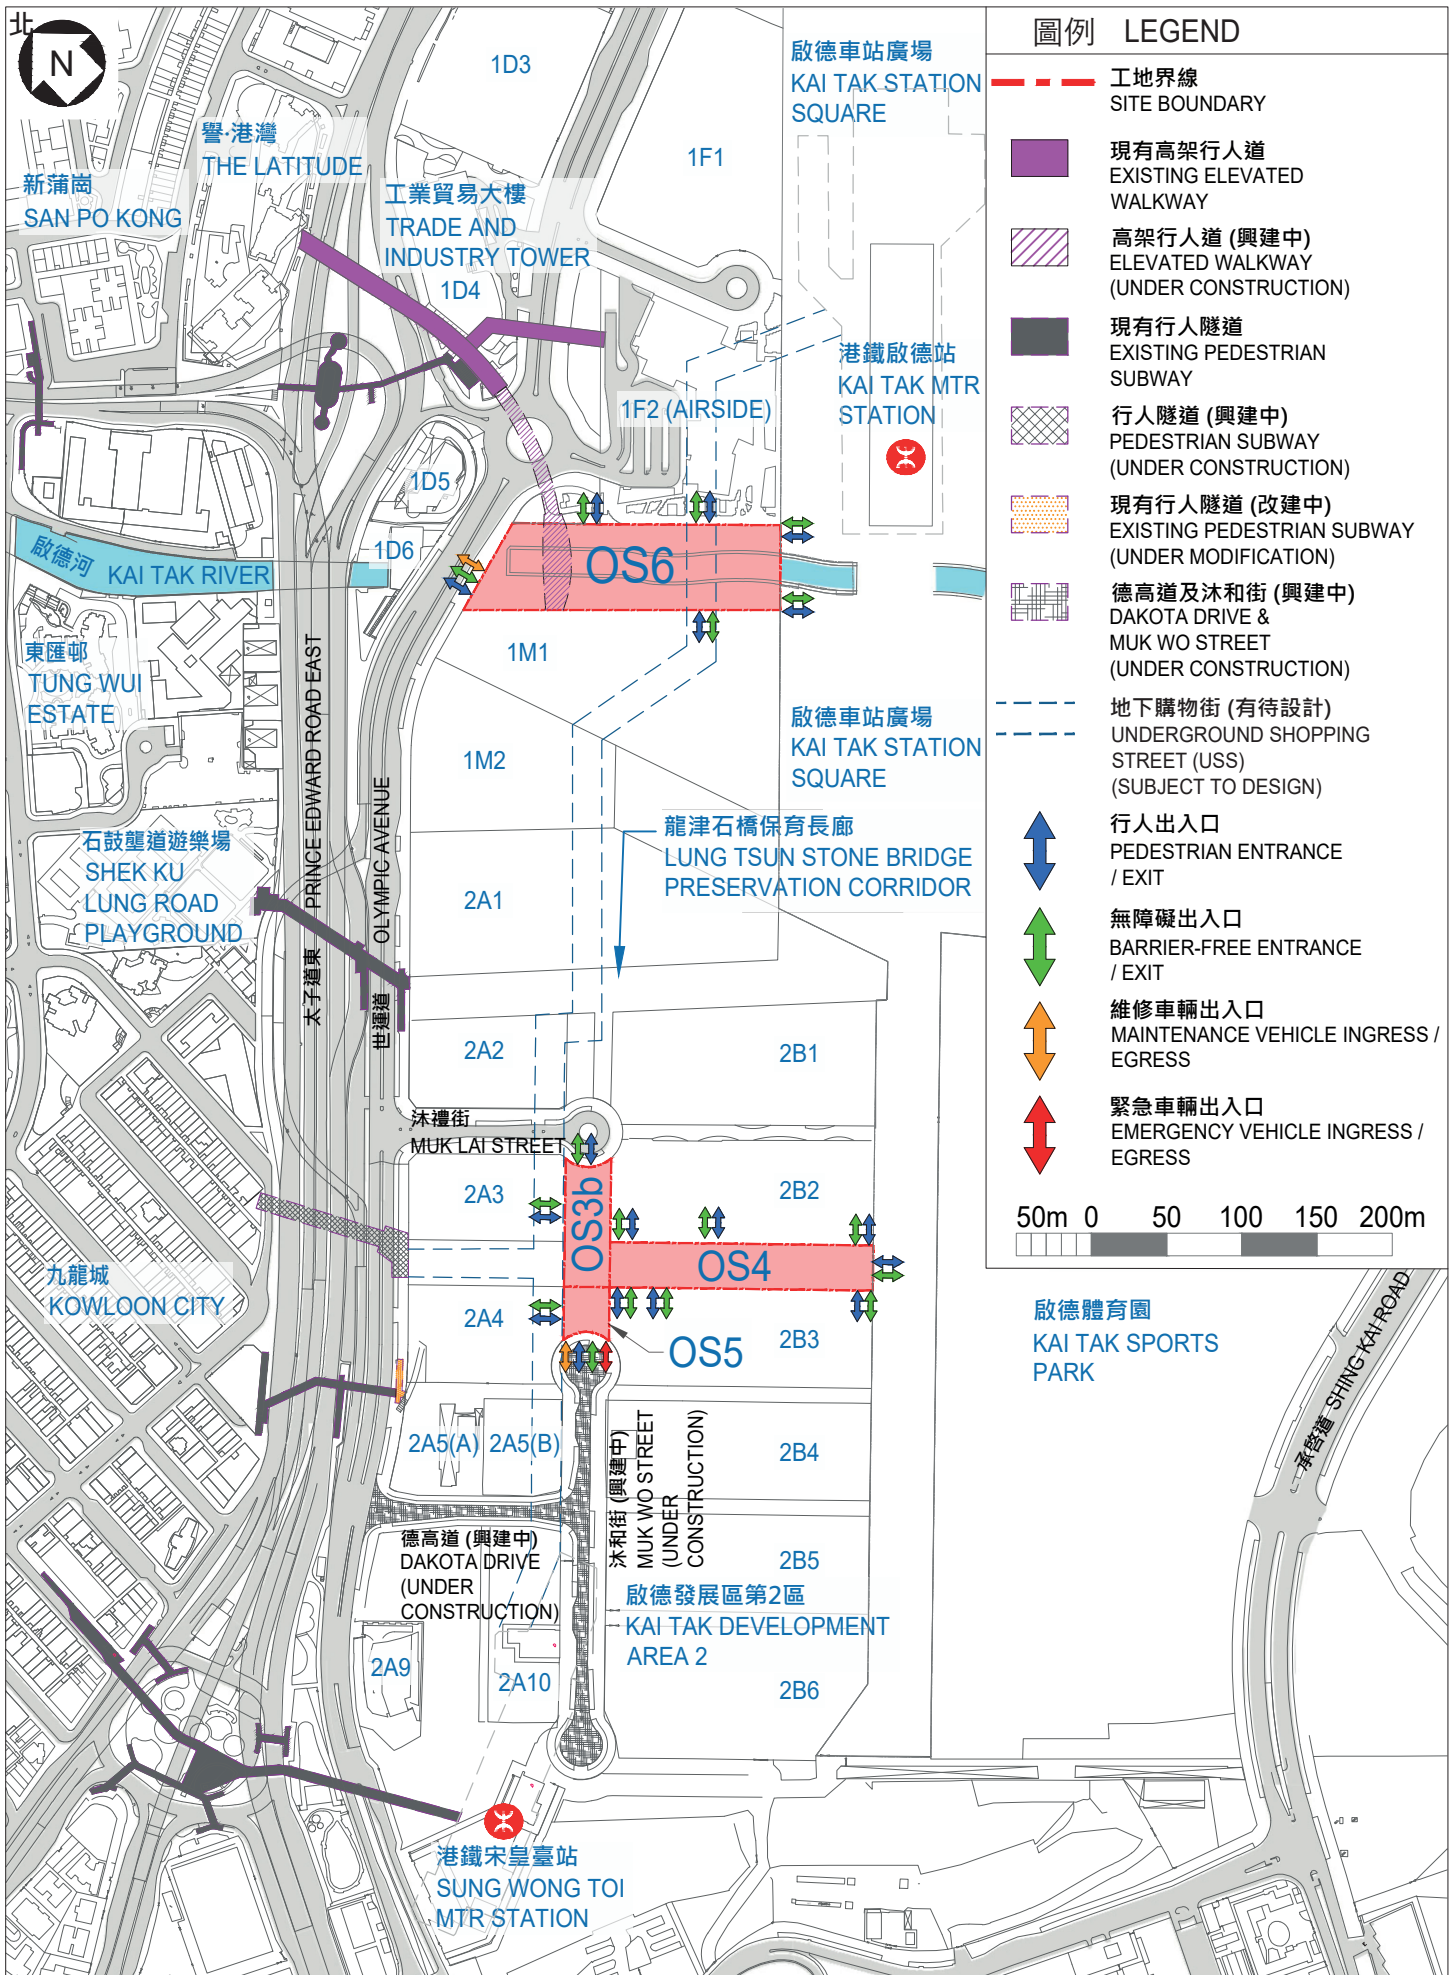 北
N
1D3
啟德車站廣場
KAI TAK STATION
SQUARE
譽·港灣
THE LATITUDE
1F1
新蒲崗
SAN PO KONG
工業貿易大樓
TRADE AND
INDUSTRY TOWER
1D4
港鐵啟德站
KAI TAK MTR
STATION
1F2 (AIRSIDE)
1D5
1D6
啟德河 KAI TAK RIVER
OS6
東匯邨
TUNG WUI
ESTATE
1M1
啟德車站廣場
KAI TAK STATION
SQUARE
1M2
太子道東 PRINCE EDWARD ROAD EAST
世運道 OLYMPIC AVENUE
石鼓壟道遊樂場
SHEK KU
LUNG ROAD
PLAYGROUND
龍津石橋保育長廊
LUNG TSUN STONE BRIDGE
PRESERVATION CORRIDOR
2A1
2A2
2B1
沐禮街
MUK LAI STREET
2A3
OS3b
2B2
OS4
九龍城
KOWLOON CITY
2A4
OS5
2B3
啟德體育園
KAI TAK SPORTS
PARK
承啓道 SHING KAI ROAD
2A5(A)
2A5(B)
沐和街 (興建中)
MUK WO STREET
(UNDER
CONSTRUCTION)
2B4
德高道 (興建中)
DAKOTA DRIVE
(UNDER
CONSTRUCTION)
2B5
啟德發展區第2區
KAI TAK DEVELOPMENT
AREA 2
2A9
2A10
2B6
港鐵宋皇臺站
SUNG WONG TOI
MTR STATION
圖例 LEGEND
工地界線
SITE BOUNDARY
現有高架行人道
EXISTING ELEVATED
WALKWAY
高架行人道 (興建中)
ELEVATED WALKWAY
(UNDER CONSTRUCTION)
現有行人隧道
EXISTING PEDESTRIAN
SUBWAY
行人隧道 (興建中)
PEDESTRIAN SUBWAY
(UNDER CONSTRUCTION)
現有行人隧道 (改建中)
EXISTING PEDESTRIAN SUBWAY
(UNDER MODIFICATION)
德高道及沐和街 (興建中)
DAKOTA DRIVE &
MUK WO STREET
(UNDER CONSTRUCTION)
地下購物街 (有待設計)
UNDERGROUND SHOPPING
STREET (USS)
(SUBJECT TO DESIGN)
行人出入口
PEDESTRIAN ENTRANCE
/ EXIT
無障礙出入口
BARRIER-FREE ENTRANCE
/ EXIT
維修車輛出入口
MAINTENANCE VEHICLE INGRESS /
EGRESS
緊急車輛出入口
EMERGENCY VEHICLE INGRESS /
EGRESS
50m 0 50 100 150 200m